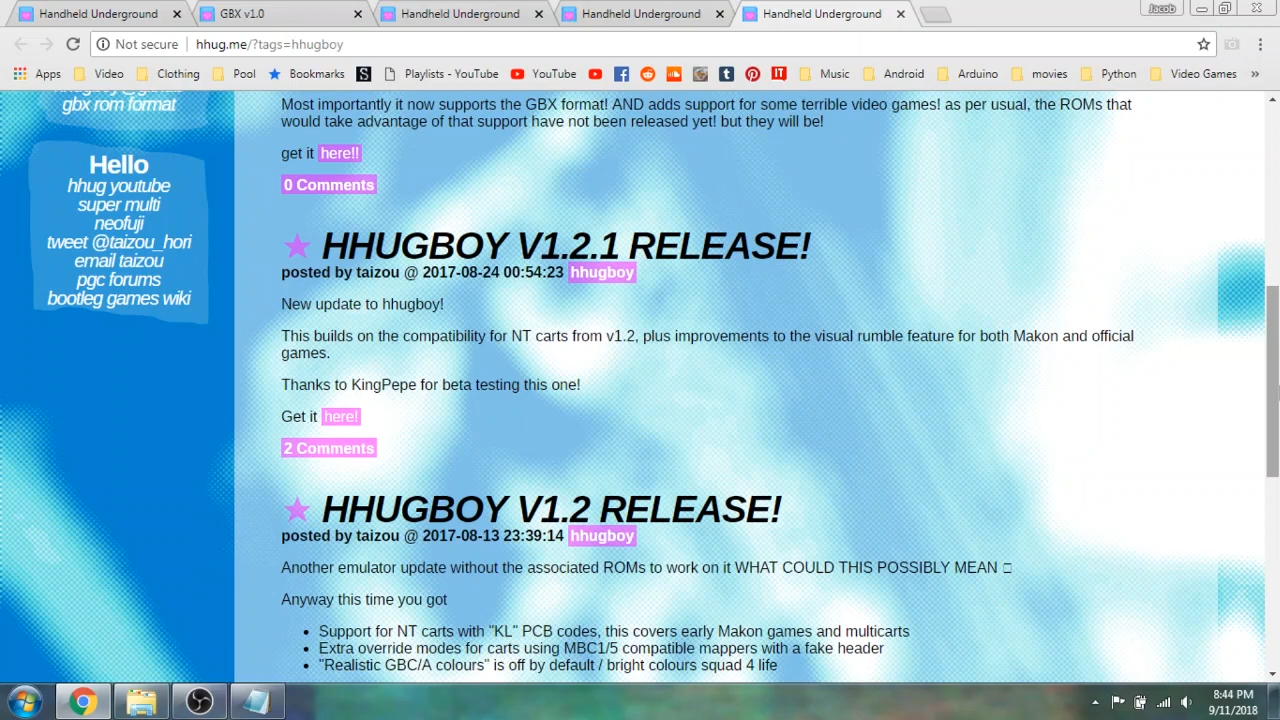 Handheld Underground
GBX v1.0
Handheld Underground
Handheld Underground
Handheld Underground
Jacob
Not secure
hhug.me/?tags=hhugboy
Apps
Video
Clothing
Pool
Bookmarks
Playlists - YouTube
YouTube
Music
Android
Arduino
movies
Python
Video Games
»
gbx rom format
Hello
hhug youtube
super multi
neofuji
tweet @taizou_hori
email taizou
pgc forums
bootleg games wiki
Most importantly it now supports the GBX format! AND adds support for some terrible video games! as per usual, the ROMs that
would take advantage of that support have not been released yet! but they will be!
get it here!!
0 Comments
★ HHUGBOY V1.2.1 RELEASE!
posted by taizou @ 2017-08-24 00:54:23 hhugboy
New update to hhugboy!
This builds on the compatibility for NT carts from v1.2, plus improvements to the visual rumble feature for both Makon and official
games.
Thanks to KingPepe for beta testing this one!
Get it here!
2 Comments
★ HHUGBOY V1.2 RELEASE!
posted by taizou @ 2017-08-13 23:39:14 hhugboy
Another emulator update without the associated ROMs to work on it WHAT COULD THIS POSSIBLY MEAN
Anyway this time you got
• Support for NT carts with "KL" PCB codes, this covers early Makon games and multicarts
• Extra override modes for carts using MBC1/5 compatible mappers with a fake header
• "Realistic GBC/A colours" is off by default / bright colours squad 4 life
8:44 PM
9/11/2018